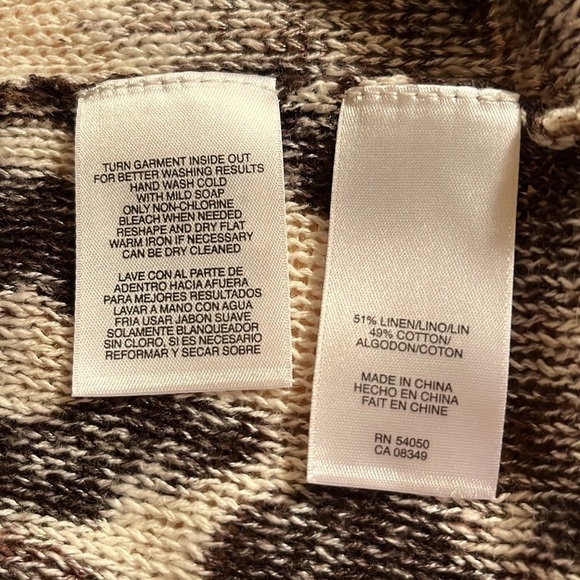 TURN GARMENT INSIDE OUT
FOR BETTER WASHING RESULTS
HAND WASH COLD
WITH MILD SOAP
ONLY NON-CHLORINE
BLEACH WHEN NEEDED
RESHAPE AND DRY FLAT
WARM IRON IF NECESSARY
CAN BE DRY CLEANED
LAVE CON AL PARTE DE
ADENTRO HACIA AFUERA
PARA MEJORES RESULTADOS
LAVAR A MANO CON AGUA
FRIA USAR JABON SUAVE
SOLAMENTE BLANQUEADOR
SIN CLORO, SI ES NECESARIO
REFORMAR Y SECAR SOBRE
51% LINEN/LINO/LIN
49% COTTON/
ALGODON/COTON
MADE IN CHINA
HECHO EN CHINA
FAIT EN CHINE
RN 54050
CA 08349